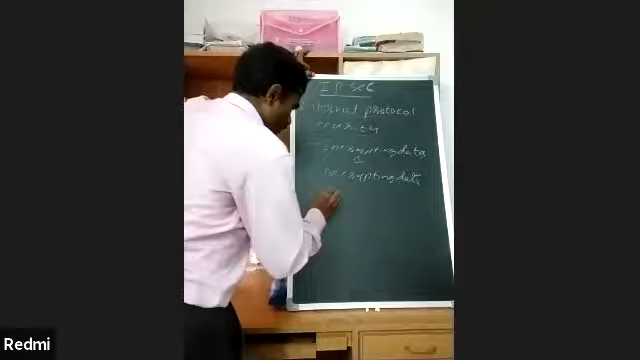 IP SEC
Internet protocol
security
Encrypting data
Decrypting data
Redmi